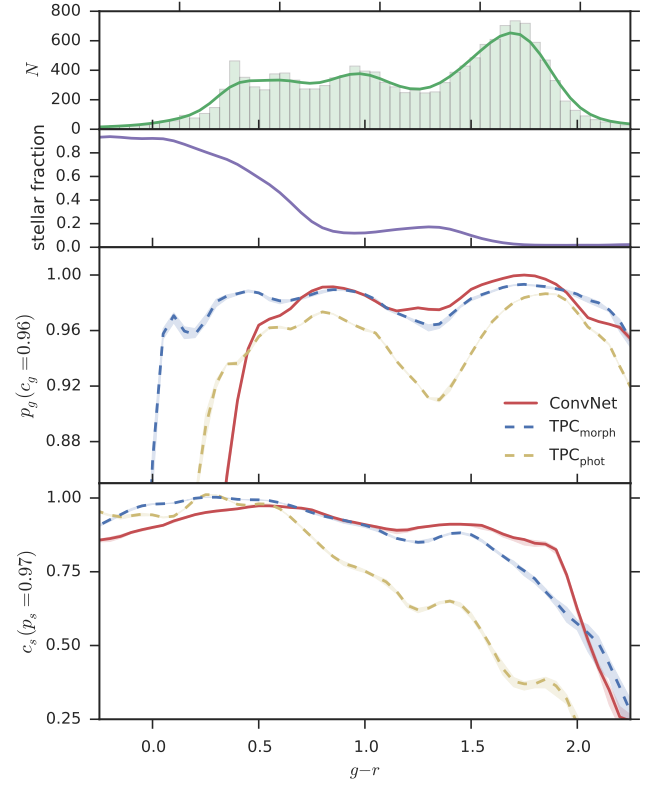 800
600
400
200
0
N
0.8
0.6
0.4
0.2
0.0
stellar fraction
1.00
0.96
0.92
0.88
p_g (c_g = 0.96)
ConvNet
TPC_morph
TPC_phot
1.00
0.75
0.50
0.25
c_s (p_s = 0.97)
0.0 0.5 1.0 1.5 2.0
g−r